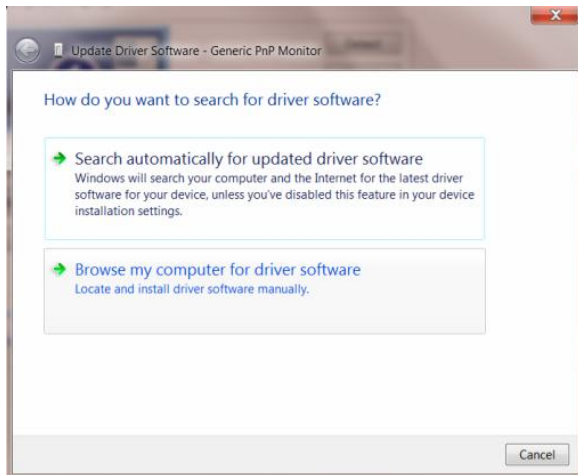 Update Driver Software - Generic PnP Monitor
How do you want to search for driver software?
Search automatically for updated driver software
Windows will search your computer and the Internet for the latest driver
software for your device, unless you've disabled this feature in your device
installation settings.
Browse my computer for driver software
Locate and install driver software manually.
Cancel